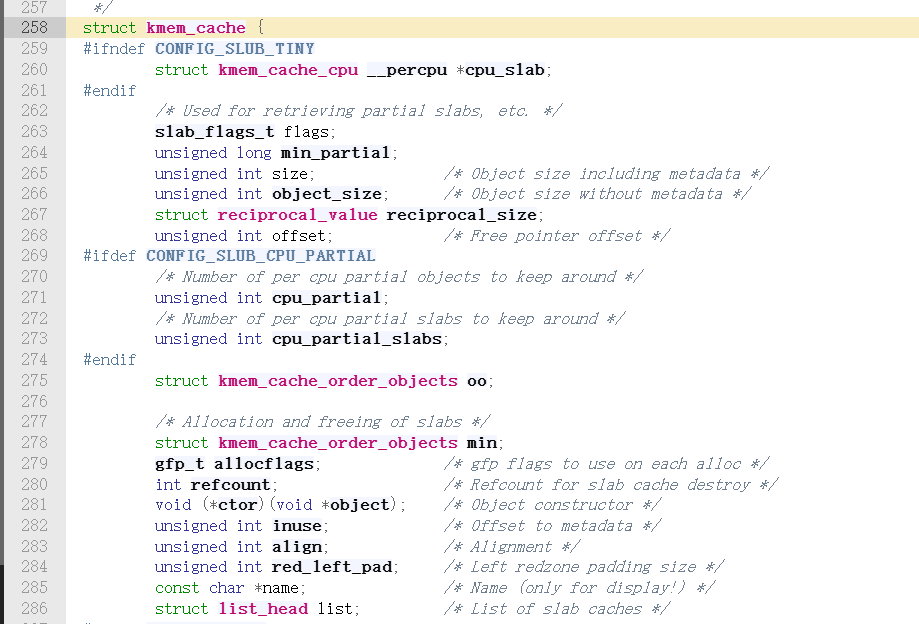 257 */
258 struct kmem_cache {
259 #ifndef CONFIG_SLUB_TINY
260 struct kmem_cache_cpu __percpu *cpu_slab;
261 #endif
262 /* Used for retrieving partial slabs, etc. */
263 slab_flags_t flags;
264 unsigned long min_partial;
265 unsigned int size; /* Object size including metadata */
266 unsigned int object_size; /* Object size without metadata */
267 struct reciprocal_value reciprocal_size;
268 unsigned int offset; /* Free pointer offset */
269 #ifdef CONFIG_SLUB_CPU_PARTIAL
270 /* Number of per cpu partial objects to keep around */
271 unsigned int cpu_partial;
272 /* Number of per cpu partial slabs to keep around */
273 unsigned int cpu_partial_slabs;
274 #endif
275 struct kmem_cache_order_objects oo;
276
277 /* Allocation and freeing of slabs */
278 struct kmem_cache_order_objects min;
279 gfp_t allocflags; /* gfp flags to use on each alloc */
280 int refcount; /* Refcount for slab cache destroy */
281 void (*ctor)(void *object); /* Object constructor */
282 unsigned int inuse; /* Offset to metadata */
283 unsigned int align; /* Alignment */
284 unsigned int red_left_pad; /* Left redzone padding size */
285 const char *name; /* Name (only for display!) */
286 struct list_head list; /* List of slab caches */